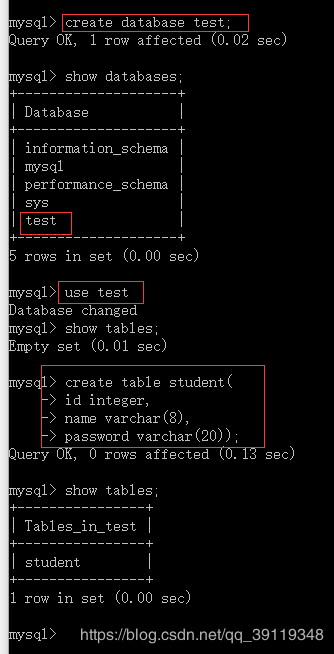 mysql> create database test;
Query OK, 1 row affected (0.02 sec)
mysql> show databases;
+--------------------+
| Database           |
+--------------------+
| information_schema |
| mysql              |
| performance_schema |
| sys                |
| test               |
+--------------------+
5 rows in set (0.00 sec)
mysql> use test
Database changed
mysql> show tables;
Empty set (0.01 sec)
mysql> create table student(
-> id integer,
-> name varchar(8),
-> password varchar(20));
Query OK, 0 rows affected (0.13 sec)
mysql> show tables;
+----------------+
| Tables_in_test |
+----------------+
| student        |
+----------------+
1 row in set (0.00 sec)
mysql>
https://blog.csdn.net/qq_39119348